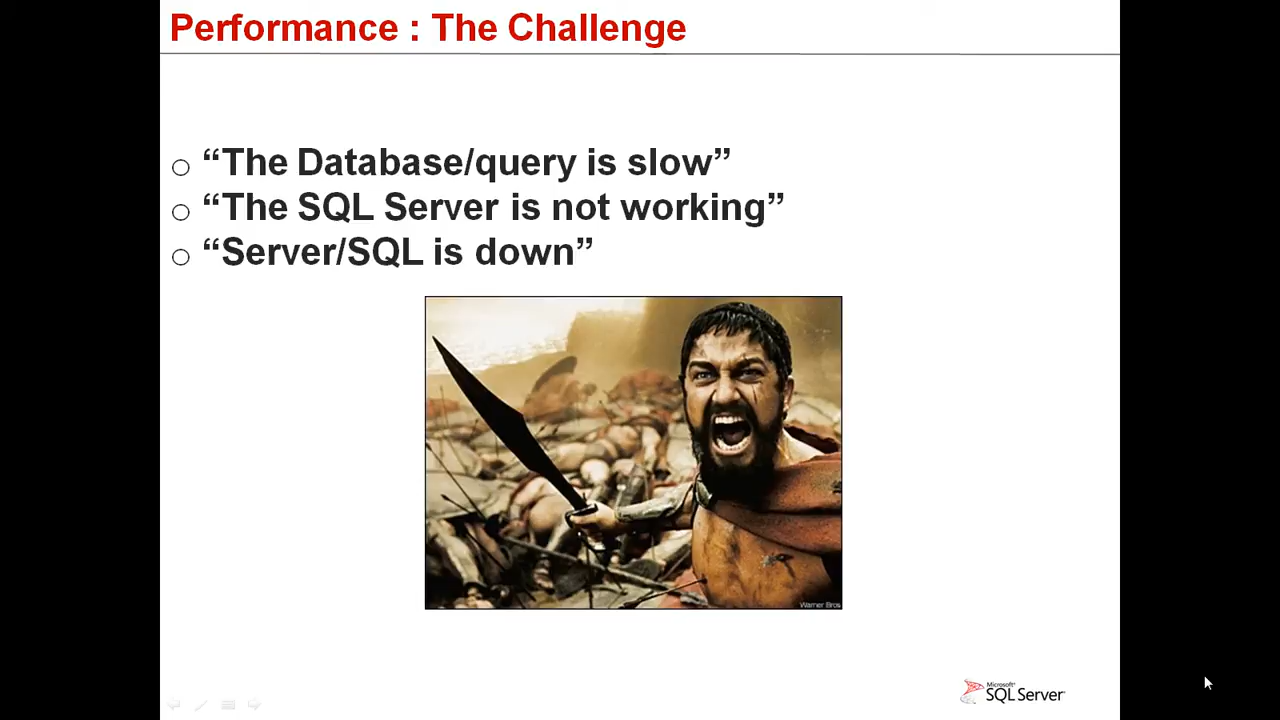 Performance : The Challenge
“The Database/query is slow”
“The SQL Server is not working”
“Server/SQL is down”
Warner Bros
Microsoft®
SQL Server